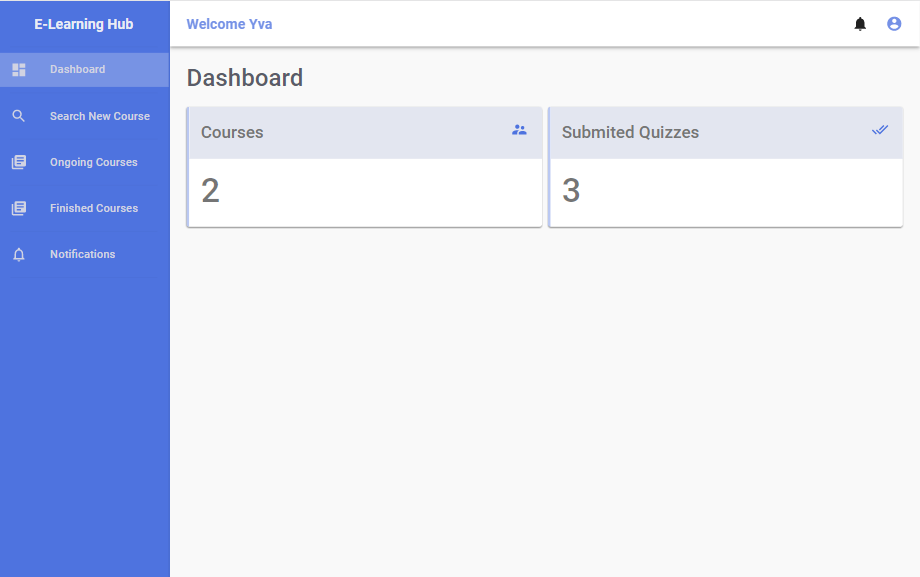 E-Learning Hub
Welcome Yva
Dashboard
Search New Course
Ongoing Courses
Finished Courses
Notifications
Dashboard
Courses
2
Submited Quizzes
3